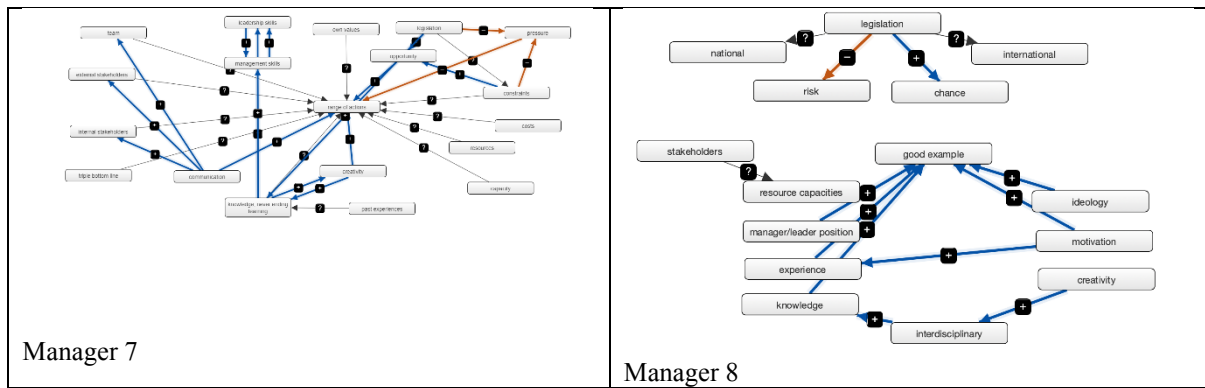 leadership skills
own values
legislation
pressure
team
opportunity
management skills
external stakeholders
constraints
range of actions
costs
internal stakeholders
resources
triple bottom line
communication
creativity
capacity
knowledge, never ending
learning
past experiences
Manager 7
legislation
national
?
?
international
−
+
risk
chance
stakeholders
good example
?
resource capacities
+
ideology
+
manager/leader position
+
+
motivation
experience
+
creativity
knowledge
+
+
interdisciplinary
Manager 8